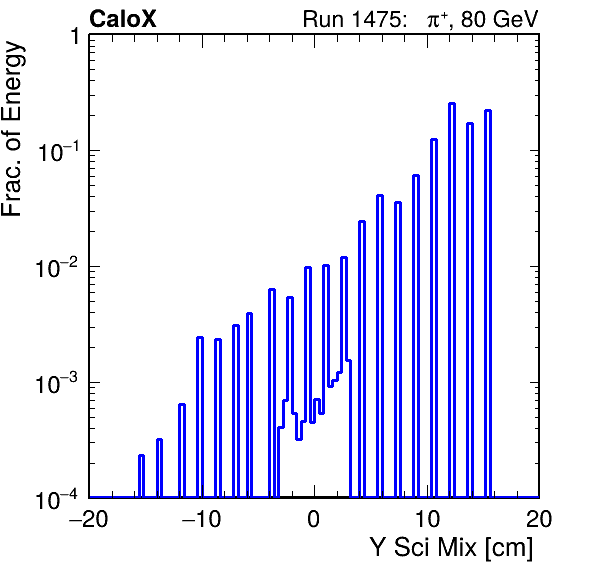 CaloX Run 1475: π⁺, 80 GeV
Frac. of Energy
1
10⁻¹
10⁻²
10⁻³
10⁻⁴
−20 −10 0 10 20
Y Sci Mix [cm]